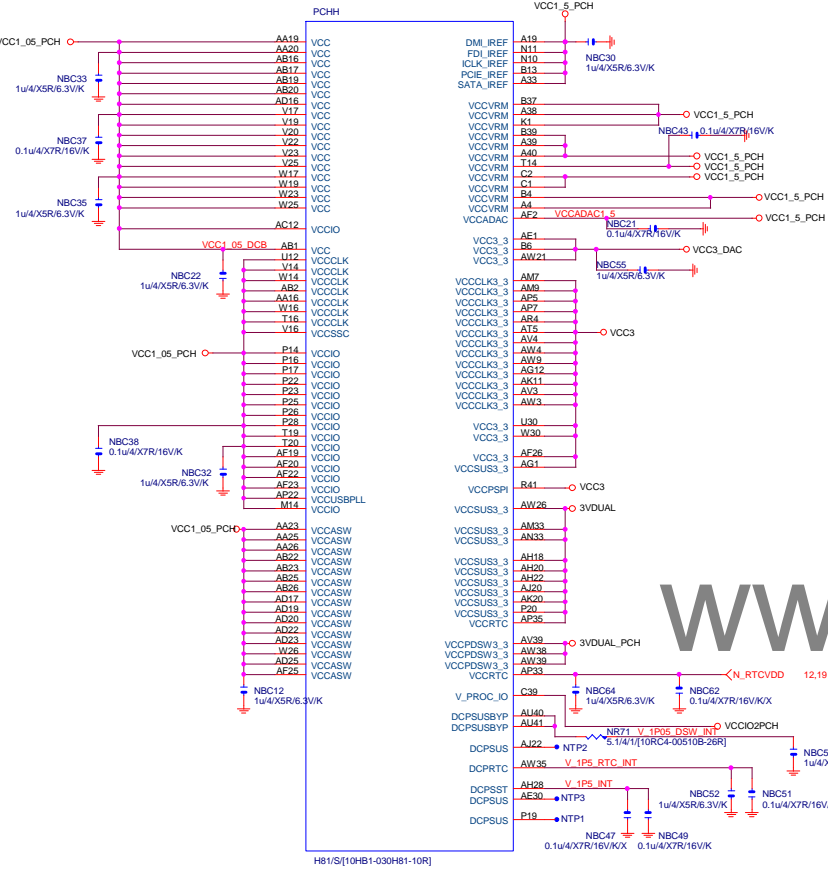 VCC1_5_PCH
PCHH
VCC1_05_PCH
AA19 VCC
AA20 VCC
AB16 VCC
AB17 VCC
AB19 VCC
AB20 VCC
AD16 VCC
V17 VCC
V19 VCC
V20 VCC
V22 VCC
V23 VCC
V25 VCC
W17 VCC
W19 VCC
W23 VCC
W25 VCC
AC12 VCCIO
VCC1_05_DCB AB1 VCC
U12 VCCCLK
V14 VCCCLK
W14 VCCCLK
AB2 VCCCLK
AA16 VCCCLK
W16 VCCCLK
T16 VCCCLK
V16 VCCSSC
VCC1_05_PCH
P14 VCCIO
P16 VCCIO
P17 VCCIO
P22 VCCIO
P23 VCCIO
P25 VCCIO
P26 VCCIO
P28 VCCIO
T19 VCCIO
T20 VCCIO
AF19 VCCIO
AF20 VCCIO
AF22 VCCIO
AF23 VCCIO
AP22 VCCUSBPLL
M14 VCCIO
VCC1_05_PCH
AA23 VCCASW
AA25 VCCASW
AA26 VCCASW
AB22 VCCASW
AB23 VCCASW
AB25 VCCASW
AB26 VCCASW
AD17 VCCASW
AD19 VCCASW
AD20 VCCASW
AD22 VCCASW
AD23 VCCASW
W26 VCCASW
AD25 VCCASW
AF25 VCCASW
NBC33
1u/4/X5R/6.3V/K
NBC37
0.1u/4/X7R/16V/K
NBC35
1u/4/X5R/6.3V/K
NBC22
1u/4/X5R/6.3V/K
NBC38
0.1u/4/X7R/16V/K
NBC32
1u/4/X5R/6.3V/K
NBC12
1u/4/X5R/6.3V/K
DMI_IREF A19
FDI_IREF N11
ICLK_IREF N10
PCIE_IREF B13
SATA_IREF A33
NBC30
1u/4/X5R/6.3V/K
VCCVRM B37
VCCVRM A38
VCCVRM K1
VCCVRM B39
VCCVRM A39
VCCVRM A40
VCCVRM T14
VCCVRM C2
VCCVRM C1
VCCVRM B4
VCCVRM A4
VCCADAC AF2 VCCADAC1_5
VCC1_5_PCH
NBC43 0.1u/4/X7R/16V/K
VCC1_5_PCH
VCC1_5_PCH
VCC1_5_PCH
VCC1_5_PCH
VCC1_5_PCH
NBC21
0.1u/4/X7R/16V/K
VCC3_3 AE1
VCC3_3 B6
VCC3_3 AW21
VCC3_DAC
NBC55
1u/4/X5R/6.3V/K
VCCCLK3_3 AM7
VCCCLK3_3 AM9
VCCCLK3_3 AP5
VCCCLK3_3 AP7
VCCCLK3_3 AR4
VCCCLK3_3 AT5
VCCCLK3_3 AV4
VCCCLK3_3 AW4
VCCCLK3_3 AW9
VCCCLK3_3 AG12
VCCCLK3_3 AK11
VCCCLK3_3 AV3
VCCCLK3_3 AW3
VCC3
VCC3_3 U30
VCC3_3 W30
VCC3_3 AF26
VCCSUS3_3 AG1
VCCPSPI R41 VCC3
VCCSUS3_3 AW26 3VDUAL
VCCSUS3_3 AM33
VCCSUS3_3 AN33
VCCSUS3_3 AH18
VCCSUS3_3 AH20
VCCSUS3_3 AH22
VCCSUS3_3 AJ20
VCCSUS3_3 AK20
VCCSUS3_3 P20
VCCRTC AP35
VCCPDSW3_3 AV39 3VDUAL_PCH
VCCPDSW3_3 AW38
VCCPDSW3_3 AW39
VCCRTC AP33
N_RTCVDD 12,19
V_PROC_IO C39
NBC64
1u/4/X5R/6.3V/K
NBC62
0.1u/4/X7R/16V/K/X
DCPSUSBYP AU40
DCPSUSBYP AU41
VCCIO2PCH
NR71 V_1P05_DSW_INT
5.1/4/1/[10RC4-00510B-26R]
NBC5
1u/4/X
DCPSUS AJ22 NTP2
DCPRTC AW35 V_1P5_RTC_INT
DCPSST AH28 V_1P5_INT
DCPSUS AE30 NTP3
DCPSUS P19 NTP1
NBC52
1u/4/X5R/6.3V/K
NBC51
0.1u/4/X7R/16V/
NBC47
0.1u/4/X7R/16V/K/X
NBC49
0.1u/4/X7R/16V/K
H81/S/[10HB1-030H81-10R]
WW